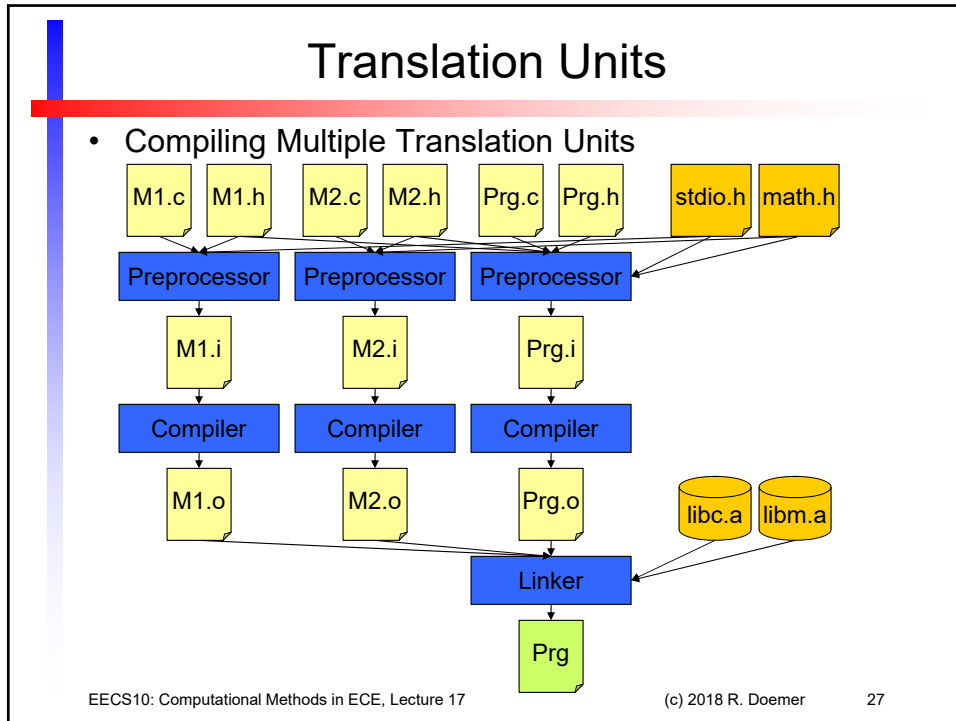 Translation Units
• Compiling Multiple Translation Units
M1.c M1.h M2.c M2.h Prg.c Prg.h stdio.h math.h
Preprocessor Preprocessor Preprocessor
M1.i M2.i Prg.i
Compiler Compiler Compiler
M1.o M2.o Prg.o libc.a libm.a
Linker
Prg
EECS10: Computational Methods in ECE, Lecture 17 (c) 2018 R. Doemer 27